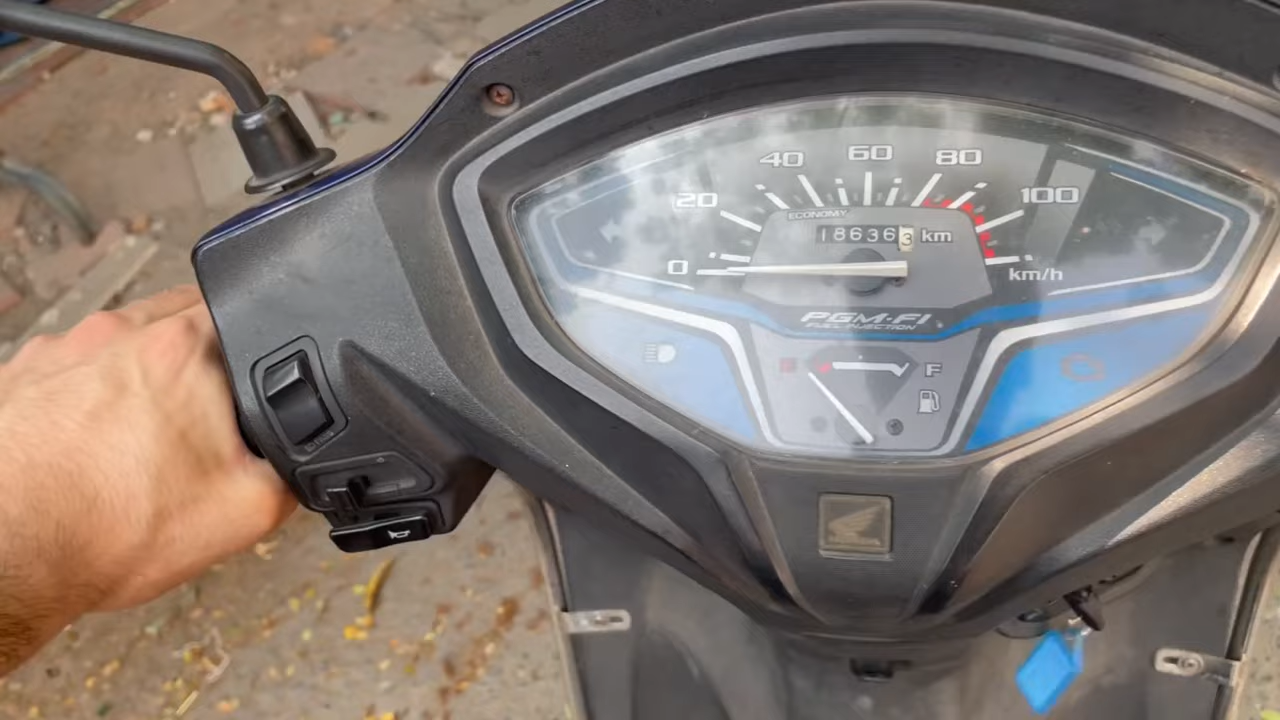 40 60 80
20 100
ECONOMY
186363 km
0 km/h
PGM-FI
FUEL INJECTION
F